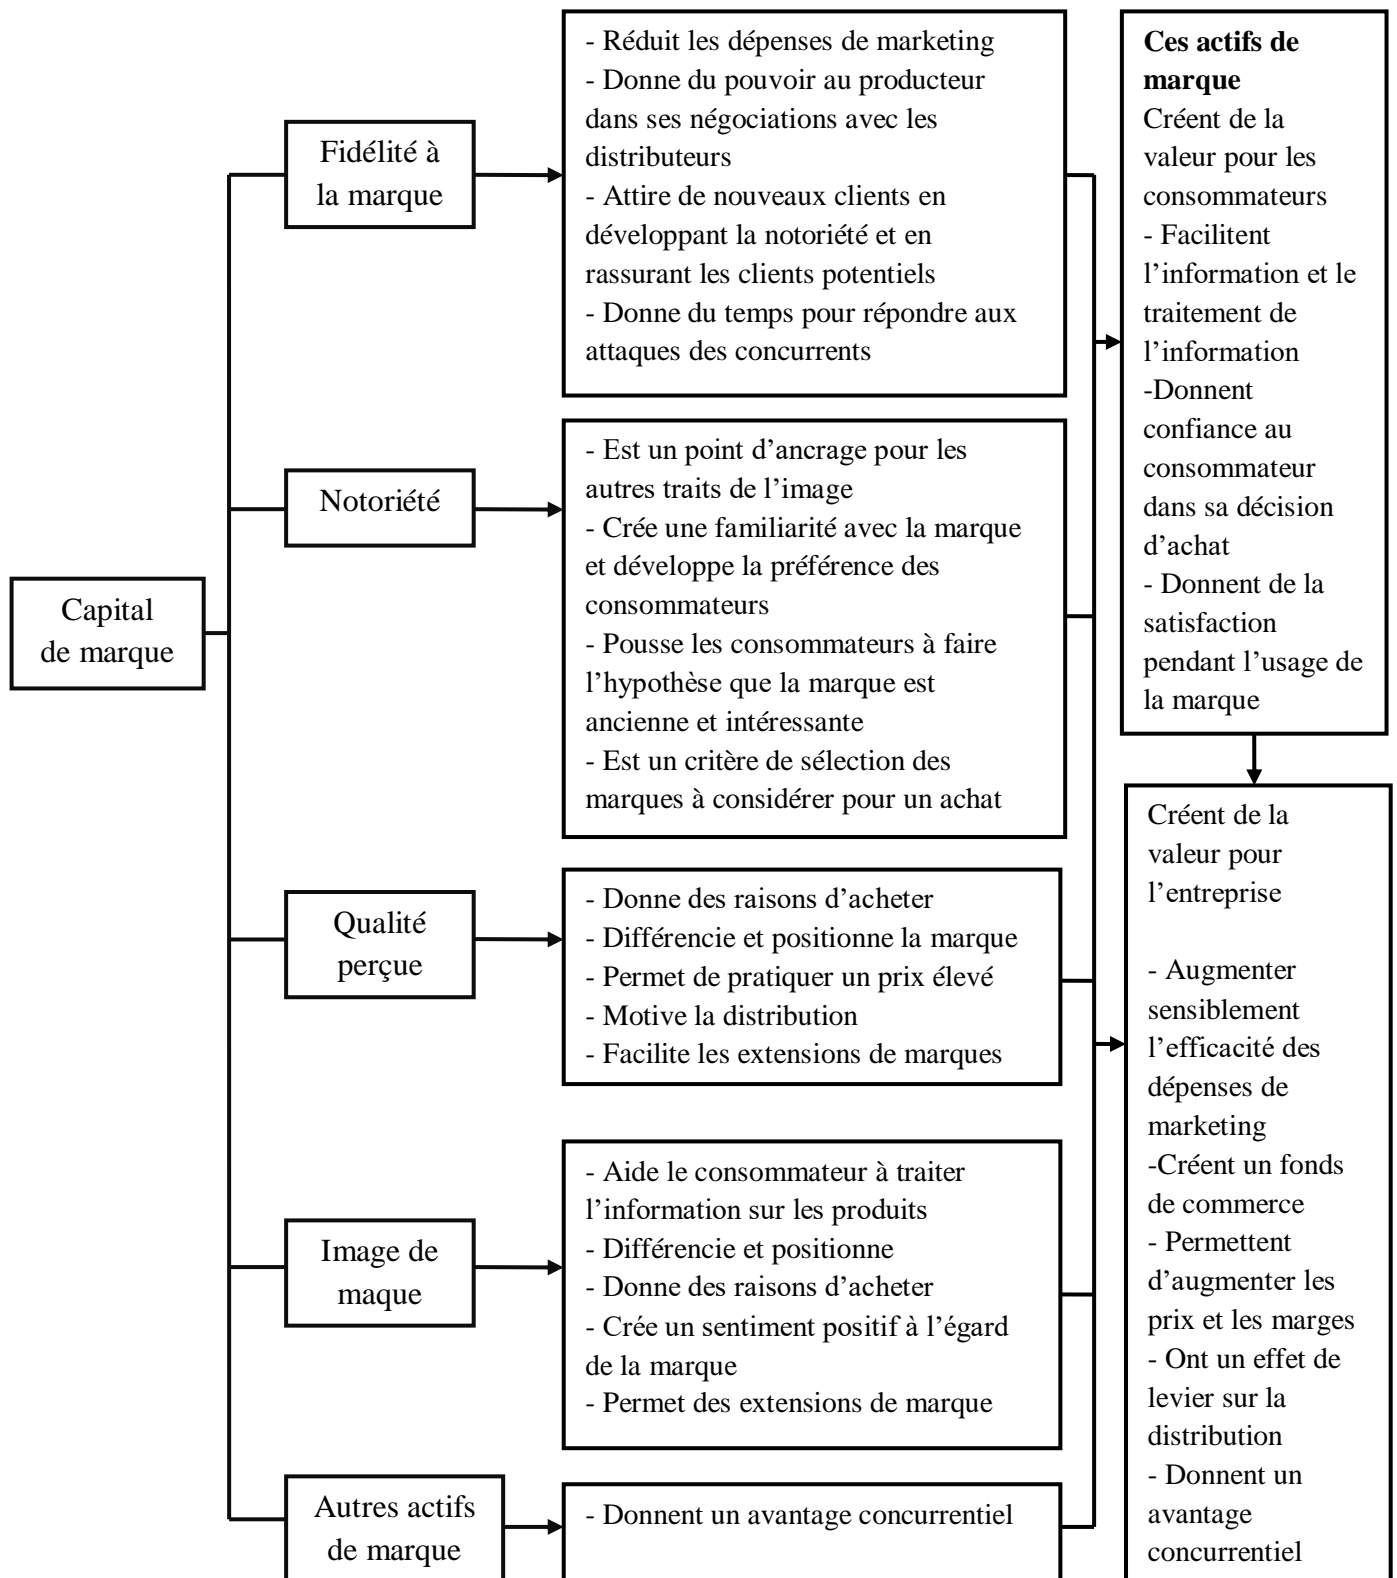 Capital
de marque
Fidélité à
la marque
- Réduit les dépenses de marketing
- Donne du pouvoir au producteur
dans ses négociations avec les
distributeurs
- Attire de nouveaux clients en
développant la notoriété et en
rassurant les clients potentiels
- Donne du temps pour répondre aux
attaques des concurrents
Notoriété
- Est un point d’ancrage pour les
autres traits de l’image
- Crée une familiarité avec la marque
et développe la préférence des
consommateurs
- Pousse les consommateurs à faire
l’hypothèse que la marque est
ancienne et intéressante
- Est un critère de sélection des
marques à considérer pour un achat
Qualité
perçue
- Donne des raisons d’acheter
- Différencie et positionne la marque
- Permet de pratiquer un prix élevé
- Motive la distribution
- Facilite les extensions de marques
Image de
maque
- Aide le consommateur à traiter
l’information sur les produits
- Différencie et positionne
- Donne des raisons d’acheter
- Crée un sentiment positif à l’égard
de la marque
- Permet des extensions de marque
Autres actifs
de marque
- Donnent un avantage concurrentiel
Ces actifs de
marque
Créent de la
valeur pour les
consommateurs
- Facilitent
l’information et le
traitement de
l’information
-Donnent
confiance au
consommateur
dans sa décision
d’achat
- Donnent de la
satisfaction
pendant l’usage de
la marque
Créent de la
valeur pour
l’entreprise
- Augmenter
sensiblement
l’efficacité des
dépenses de
marketing
-Créent un fonds
de commerce
- Permettent
d’augmenter les
prix et les marges
- Ont un effet de
levier sur la
distribution
- Donnent un
avantage
concurrentiel